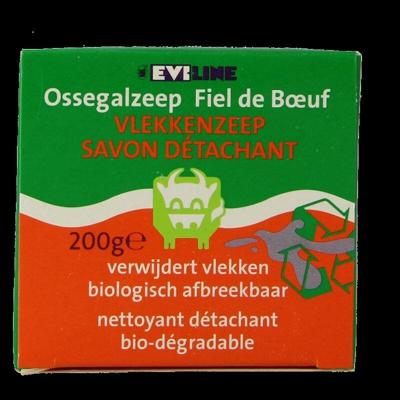 EVI-LINE
Ossegalzeep Fiel de Bœuf
VLEKKENZEEP
SAVON DÉTACHANT
200g℮
verwijdert vlekken
biologisch afbreekbaar
nettoyant détachant
bio-dégradable